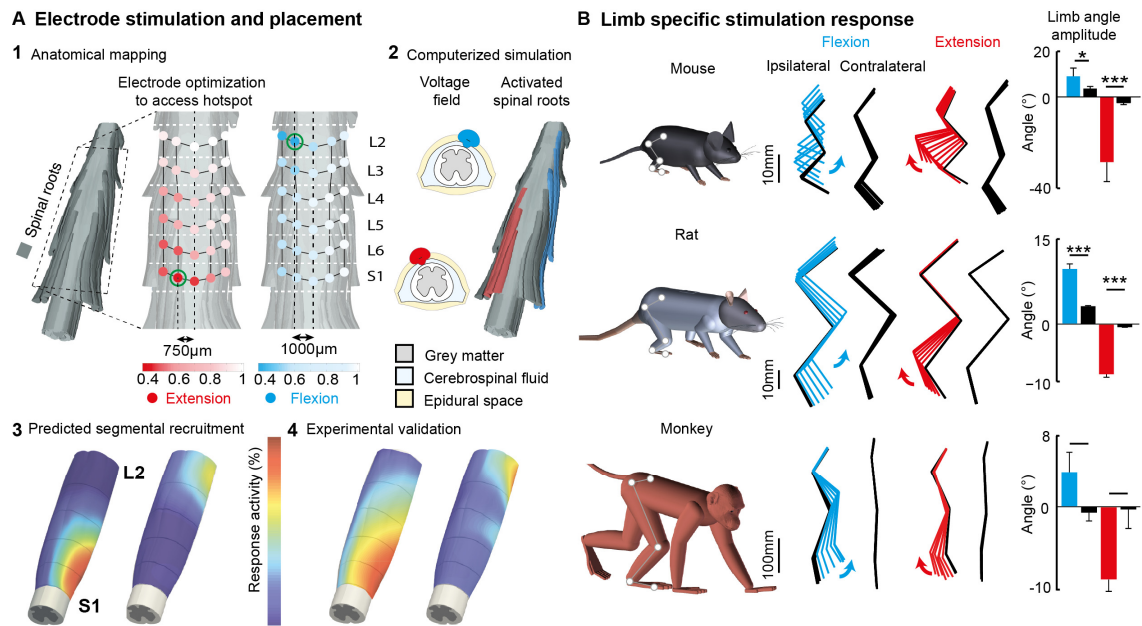 A Electrode stimulation and placement
1 Anatomical mapping
Electrode optimization
to access hotspot
Spinal roots
L2
L3
L4
L5
L6
S1
750µm
1000µm
0.4 0.6 0.8 1
0.4 0.6 0.8 1
Extension
Flexion
2 Computerized simulation
Voltage
field
Activated
spinal roots
Grey matter
Cerebrospinal fluid
Epidural space
3 Predicted segmental recruitment
L2
S1
Response activity (%)
4 Experimental validation
B Limb specific stimulation response
Flexion
Extension
Limb angle
amplitude
Ipsilateral
Contralateral
Mouse
10mm
Angle (°)
20
0
-40
*
***
Rat
10mm
Angle (°)
15
0
−10
***
***
Monkey
100mm
Angle (°)
8
0
-10